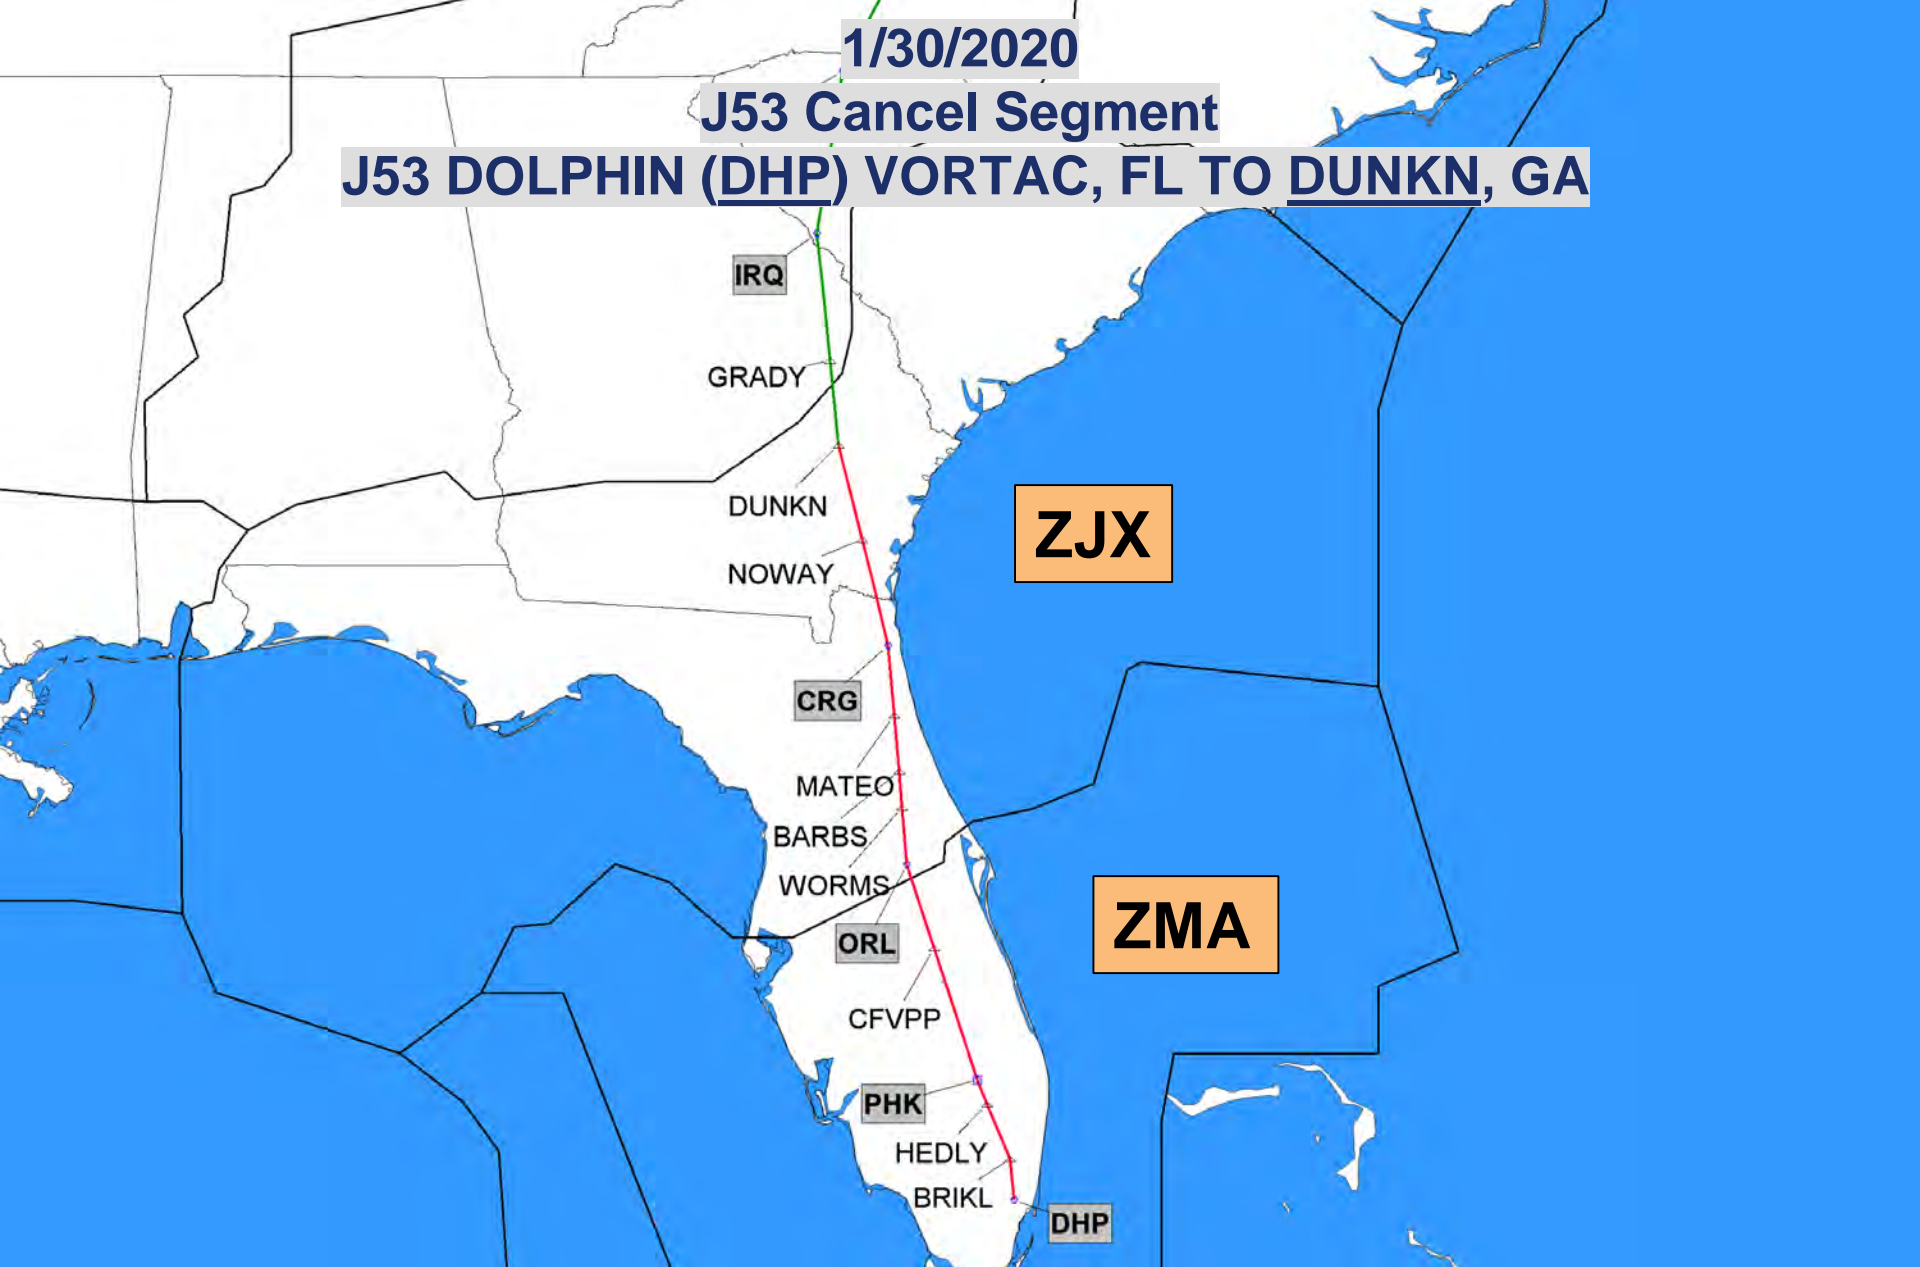 1/30/2020
J53 Cancel Segment
J53 DOLPHIN (DHP) VORTAC, FL TO DUNKN, GA
IRQ
GRADY
DUNKN
ZJX
NOWAY
CRG
MATEO
BARBS
WORMS
ZMA
ORL
CFVPP
PHK
HEDLY
BRIKL
DHP